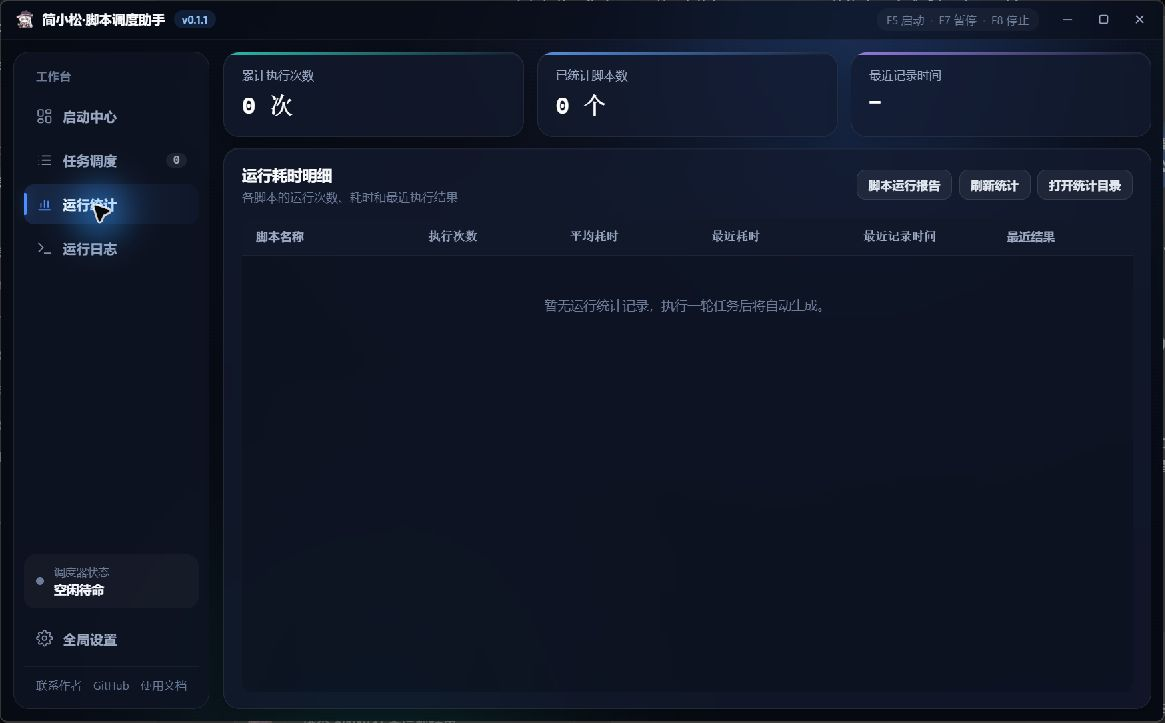 简小松·脚本调度助手 v0.1.1
F5 启动 · F7 暂停 · F8 停止
工作台
启动中心
任务调度 0
运行统计
运行日志
调度器状态
空闲待命
全局设置
联系作者 GitHub 使用文档
累计执行次数
0 次
已统计脚本数
0 个
最近记录时间
—
运行耗时明细
各脚本的运行次数、耗时和最近执行结果
脚本运行报告 刷新统计 打开统计目录
脚本名称 执行次数 平均耗时 最近耗时 最近记录时间 最近结果
暂无运行统计记录，执行一轮任务后将自动生成。